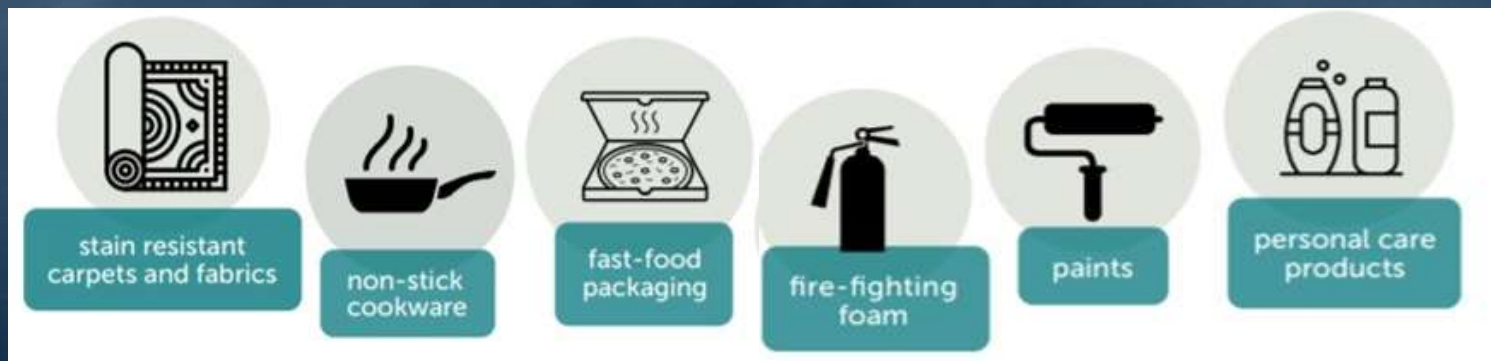 stain resistant
carpets and fabrics
non-stick
cookware
fast-food
packaging
fire-fighting
foam
paints
personal care
products